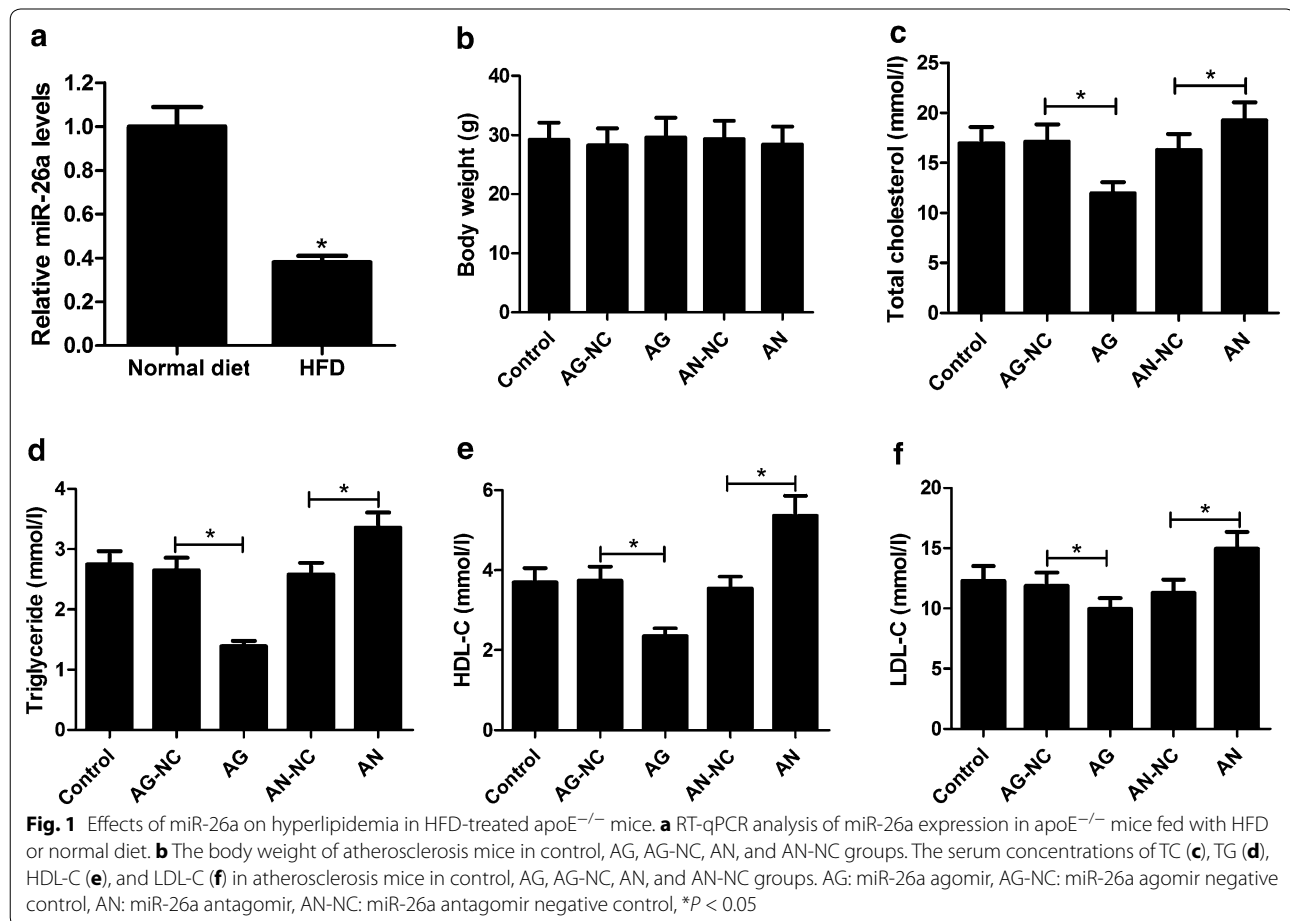 a
Relative miR-26a levels
1.2
1.0
0.8
0.6
0.4
0.2
0.0
*
Normal diet
HFD
b
Body weight (g)
40
30
20
10
0
Control
AG-NC
AG
AN-NC
AN
c
Total cholesterol (mmol/l)
25
20
15
10
5
0
*
*
Control
AG-NC
AG
AN-NC
AN
d
Triglyceride (mmol/l)
4
3
2
1
0
*
*
Control
AG-NC
AG
AN-NC
AN
e
HDL-C (mmol/l)
6
4
2
0
*
*
Control
AG-NC
AG
AN-NC
AN
f
LDL-C (mmol/l)
20
15
10
5
0
*
*
Control
AG-NC
AG
AN-NC
AN
Fig. 1 Effects of miR-26a on hyperlipidemia in HFD-treated apoE−/− mice. a RT-qPCR analysis of miR-26a expression in apoE−/− mice fed with HFD
or normal diet. b The body weight of atherosclerosis mice in control, AG, AG-NC, AN, and AN-NC groups. The serum concentrations of TC (c), TG (d),
HDL-C (e), and LDL-C (f) in atherosclerosis mice in control, AG, AG-NC, AN, and AN-NC groups. AG: miR-26a agomir, AG-NC: miR-26a agomir negative
control, AN: miR-26a antagomir, AN-NC: miR-26a antagomir negative control, *P < 0.05